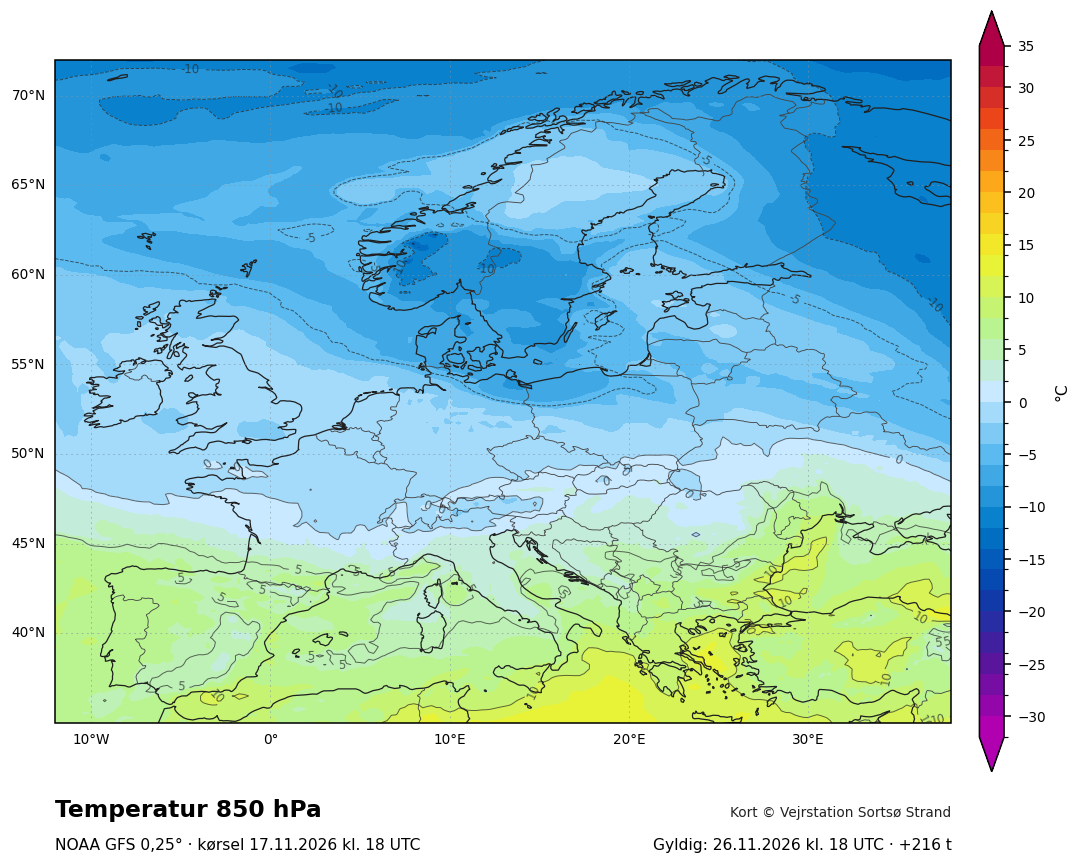 35
30
25
20
15
10
5
0
−5
−10
−15
−20
−25
−30
°C
70°N
65°N
60°N
55°N
50°N
45°N
40°N
10°W
0°
10°E
20°E
30°E
Temperatur 850 hPa
Kort © Vejrstation Sortsø Strand
NOAA GFS 0,25° · kørsel 17.11.2026 kl. 18 UTC
Gyldig: 26.11.2026 kl. 18 UTC · +216 t